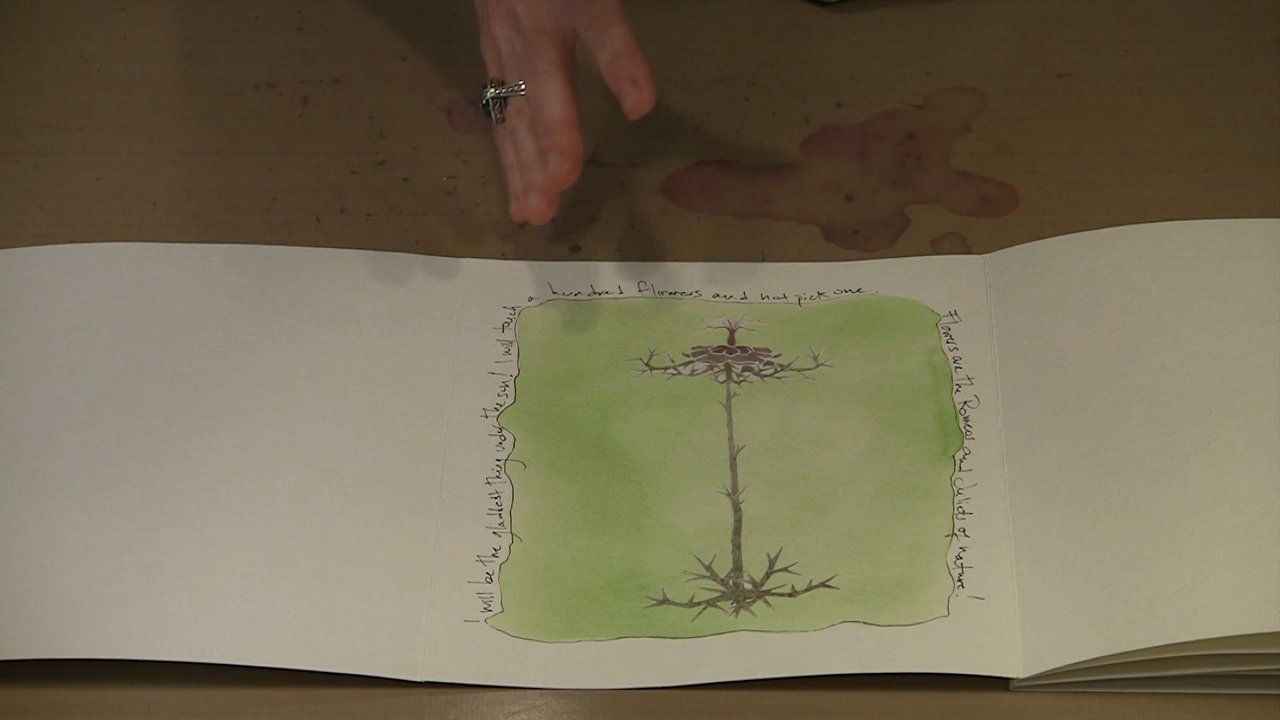 I will be the gladdest thing under the sun! I will touch
a hundred flowers and not pick one.
Flowers are the Romeos and Juliets of nature!